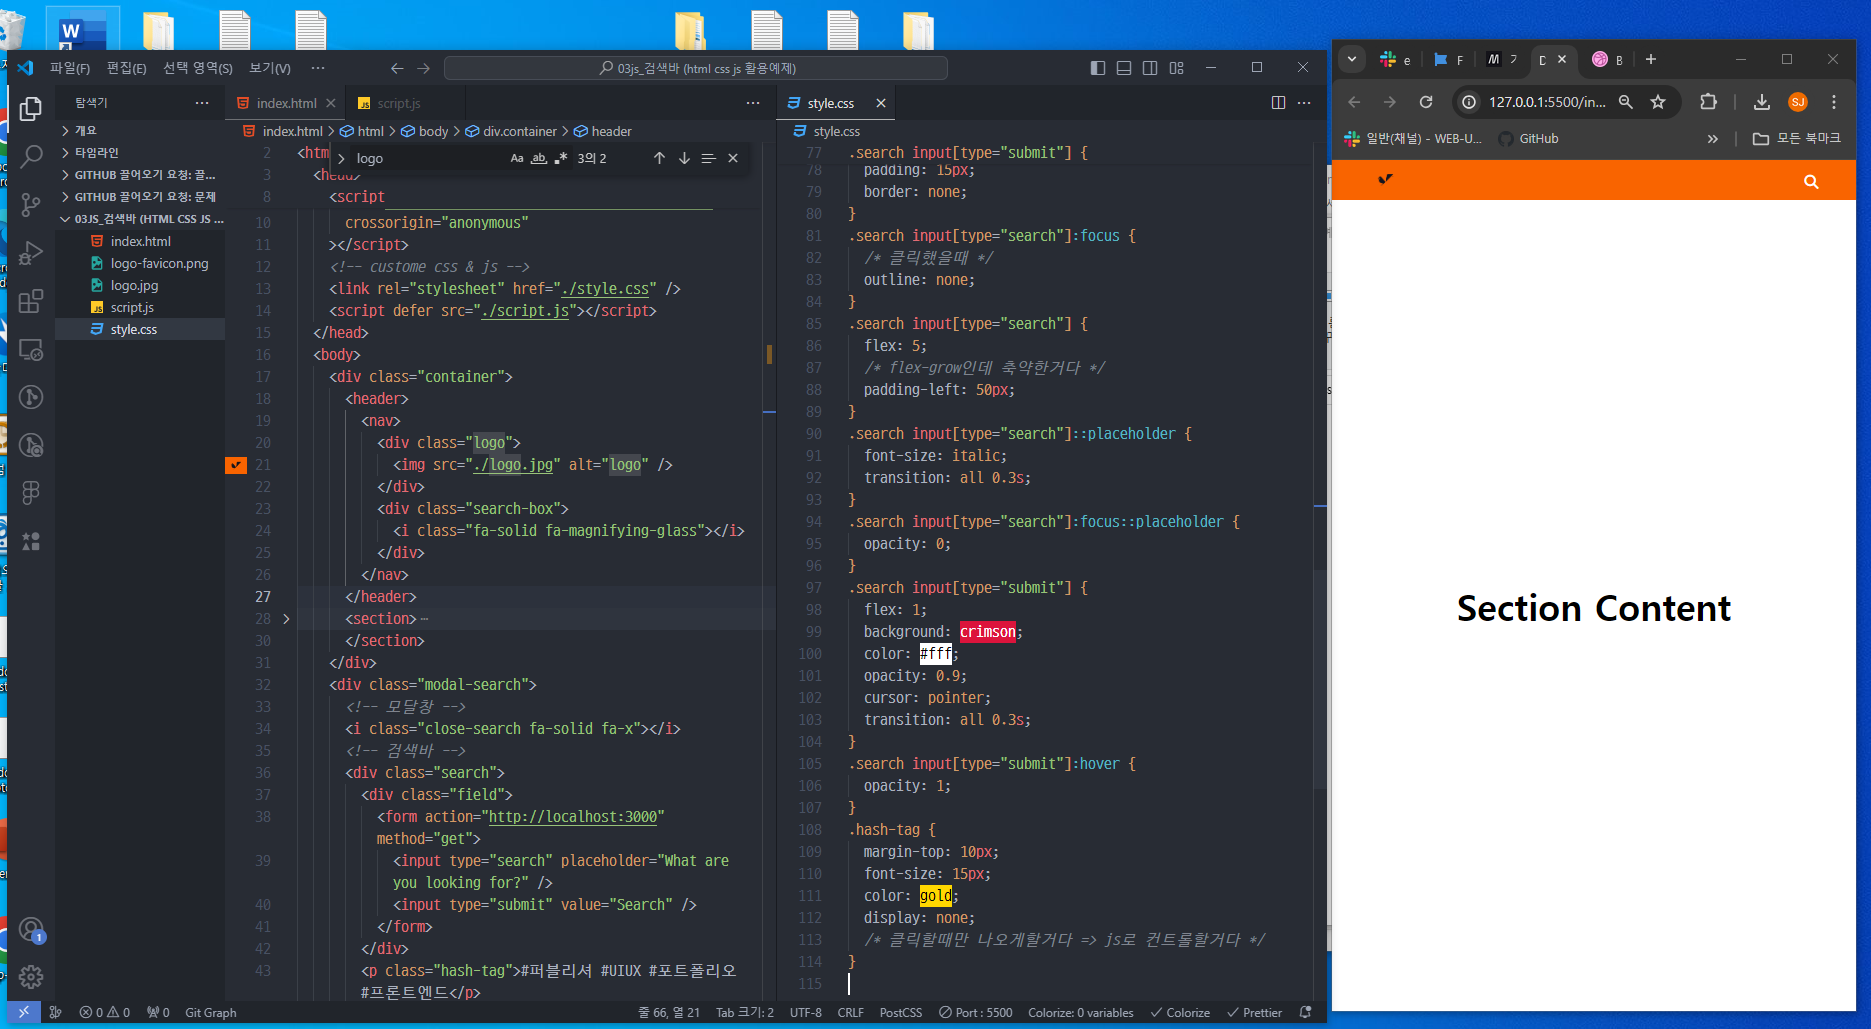 W
파일(F) 편집(E) 선택 영역(S) 보기(V) ···
03js_검색바 (html css js 활용예제)
탐색기 ···
개요
타임라인
GITHUB 끌어오기 요청: 끌...
GITHUB 끌어오기 요청: 문제
03JS_검색바 (HTML CSS JS ...
index.html
logo-favicon.png
logo.jpg
JS script.js
style.css
1
index.html JS script.js ···
index.html > html > body > div.container > header
logo Aa ab 3의 2
2 <htm
3 <head>
8 <script
10 crossorigin="anonymous"
11 ></script>
12 <!-- custome css & js -->
13 <link rel="stylesheet" href="./style.css" />
14 <script defer src="./script.js"></script>
15 </head>
16 <body>
17 <div class="container">
18 <header>
19 <nav>
20 <div class="logo">
21 <img src="./logo.jpg" alt="logo" />
22 </div>
23 <div class="search-box">
24 <i class="fa-solid fa-magnifying-glass"></i>
25 </div>
26 </nav>
27 </header>
28 <section>···
30 </section>
31 </div>
32 <div class="modal-search">
33 <!-- 모달창 -->
34 <i class="close-search fa-solid fa-x"></i>
35 <!-- 검색바 -->
36 <div class="search">
37 <div class="field">
38 <form action="http://localhost:3000"
method="get">
39 <input type="search" placeholder="What are
you looking for?" />
40 <input type="submit" value="Search" />
41 </form>
42 </div>
43 <p class="hash-tag">#퍼블리셔 #UIUX #포트폴리오
#프론트엔드</p>
style.css ···
style.css
77 .search input[type="submit"] {
78 padding: 15px;
79 border: none;
80 }
81 .search input[type="search"]:focus {
82 /* 클릭했을때 */
83 outline: none;
84 }
85 .search input[type="search"] {
86 flex: 5;
87 /* flex-grow인데 축약한거다 */
88 padding-left: 50px;
89 }
90 .search input[type="search"]::placeholder {
91 font-size: italic;
92 transition: all 0.3s;
93 }
94 .search input[type="search"]:focus::placeholder {
95 opacity: 0;
96 }
97 .search input[type="submit"] {
98 flex: 1;
99 background: crimson;
100 color: #fff;
101 opacity: 0.9;
102 cursor: pointer;
103 transition: all 0.3s;
104 }
105 .search input[type="submit"]:hover {
106 opacity: 1;
107 }
108 .hash-tag {
109 margin-top: 10px;
110 font-size: 15px;
111 color: gold;
112 display: none;
113 /* 클릭할때만 나오게할거다 => js로 컨트롤할거다 */
114 }
115
0 0 0 Git Graph 줄 66, 열 21 Tab 크기: 2 UTF-8 CRLF PostCSS Port : 5500 Colorize: 0 variables Colorize Prettier
e F D B
127.0.0.1:5500/in... SJ
일반(채널) - WEB-U... GitHub » 모든 북마크
Section Content